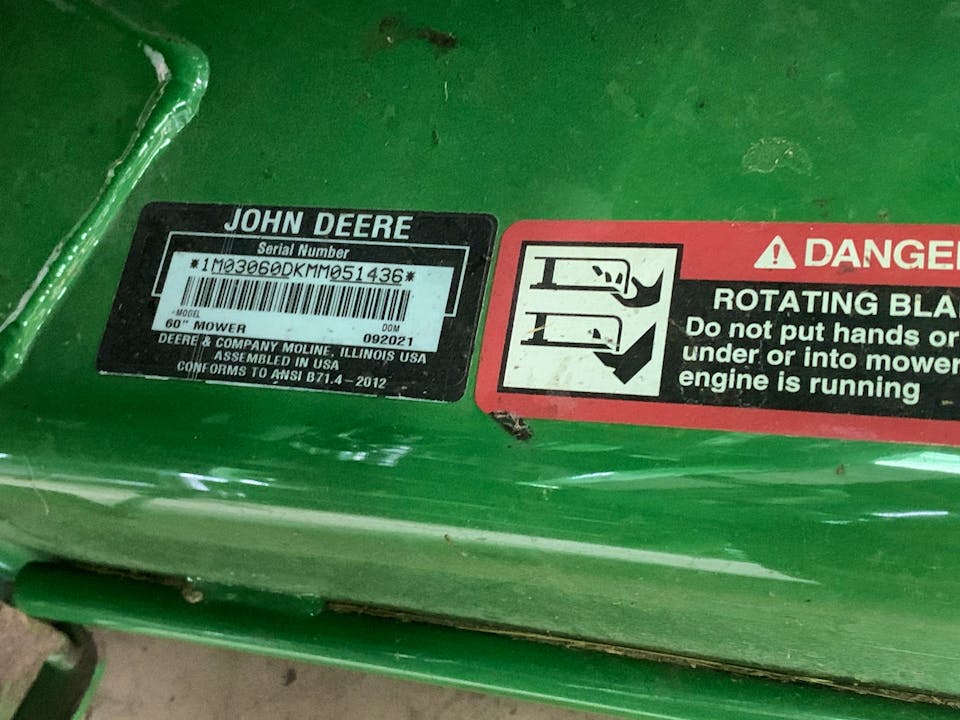 JOHN DEERE
Serial Number
*1M03060DKMM051436*
MODEL DOM
60" MOWER 092021
DEERE & COMPANY MOLINE, ILLINOIS USA
ASSEMBLED IN USA
CONFORMS TO ANSI B71.4-2012
DANGE
ROTATING BLA
Do not put hands or
under or into mower
engine is running